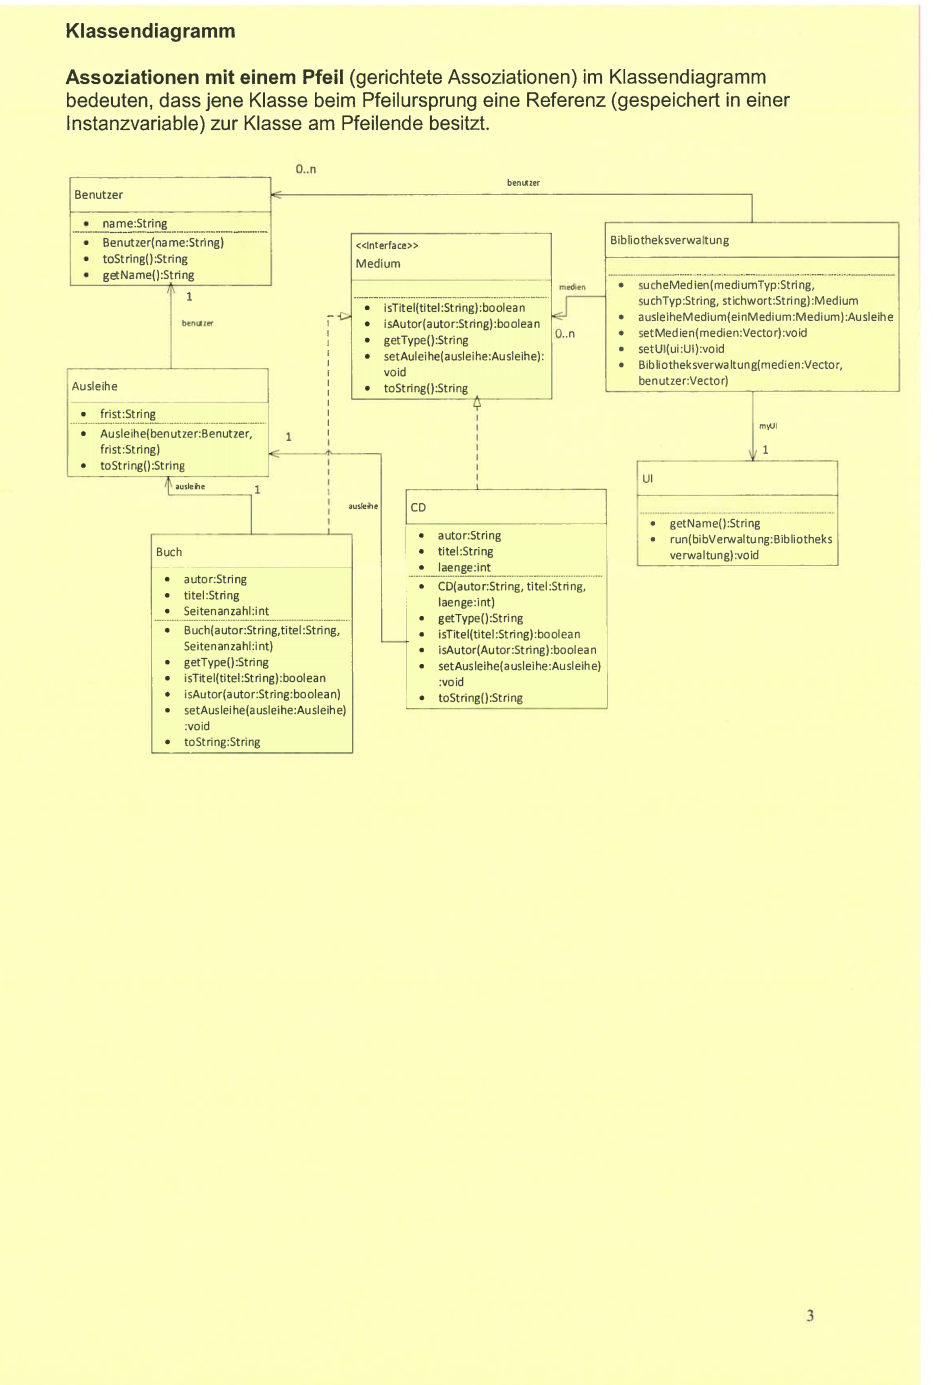 Klassendiagramm
Assoziationen mit einem Pfeil (gerichtete Assoziationen) im Klassendiagramm
bedeuten, dass jene Klasse beim Pfeilursprung eine Referenz (gespeichert in einer
Instanzvariable) zur Klasse am Pfeilende besitzt.
0..n
benutzer
Benutzer
• name:String
• Benutzer(name:String)
• toString():String
• getName():String
1
benutzer
<<Interface>>
Medium
• isTitel(titel:String):boolean
• isAutor(autor:String):boolean
• getType():String
• setAuleihe(ausleihe:Ausleihe):
void
• toString():String
medien
0..n
Bibliotheksverwaltung
• sucheMedien(mediumTyp:String,
suchTyp:String, stichwort:String):Medium
• ausleiheMedium(einMedium:Medium):Ausleihe
• setMedien(medien:Vector):void
• setUI(ui:UI):void
• Bibliotheksverwaltung(medien:Vector,
benutzer:Vector)
Ausleihe
• frist:String
• Ausleihe(benutzer:Benutzer,
frist:String)
• toString():String
1
ausleihe
1
ausleihe
myUI
1
UI
• getName():String
• run(bibVerwaltung:Bibliotheks
verwaltung):void
CD
• autor:String
• titel:String
• laenge:int
• CD(autor:String, titel:String,
laenge:int)
• getType():String
• isTitel(titel:String):boolean
• isAutor(Autor:String):boolean
• setAusleihe(ausleihe:Ausleihe)
:void
• toString():String
Buch
• autor:String
• titel:String
• Seitenanzahl:int
• Buch(autor:String,titel:String,
Seitenanzahl:int)
• getType():String
• isTitel(titel:String):boolean
• isAutor(autor:String:boolean)
• setAusleihe(ausleihe:Ausleihe)
:void
• toString:String
3